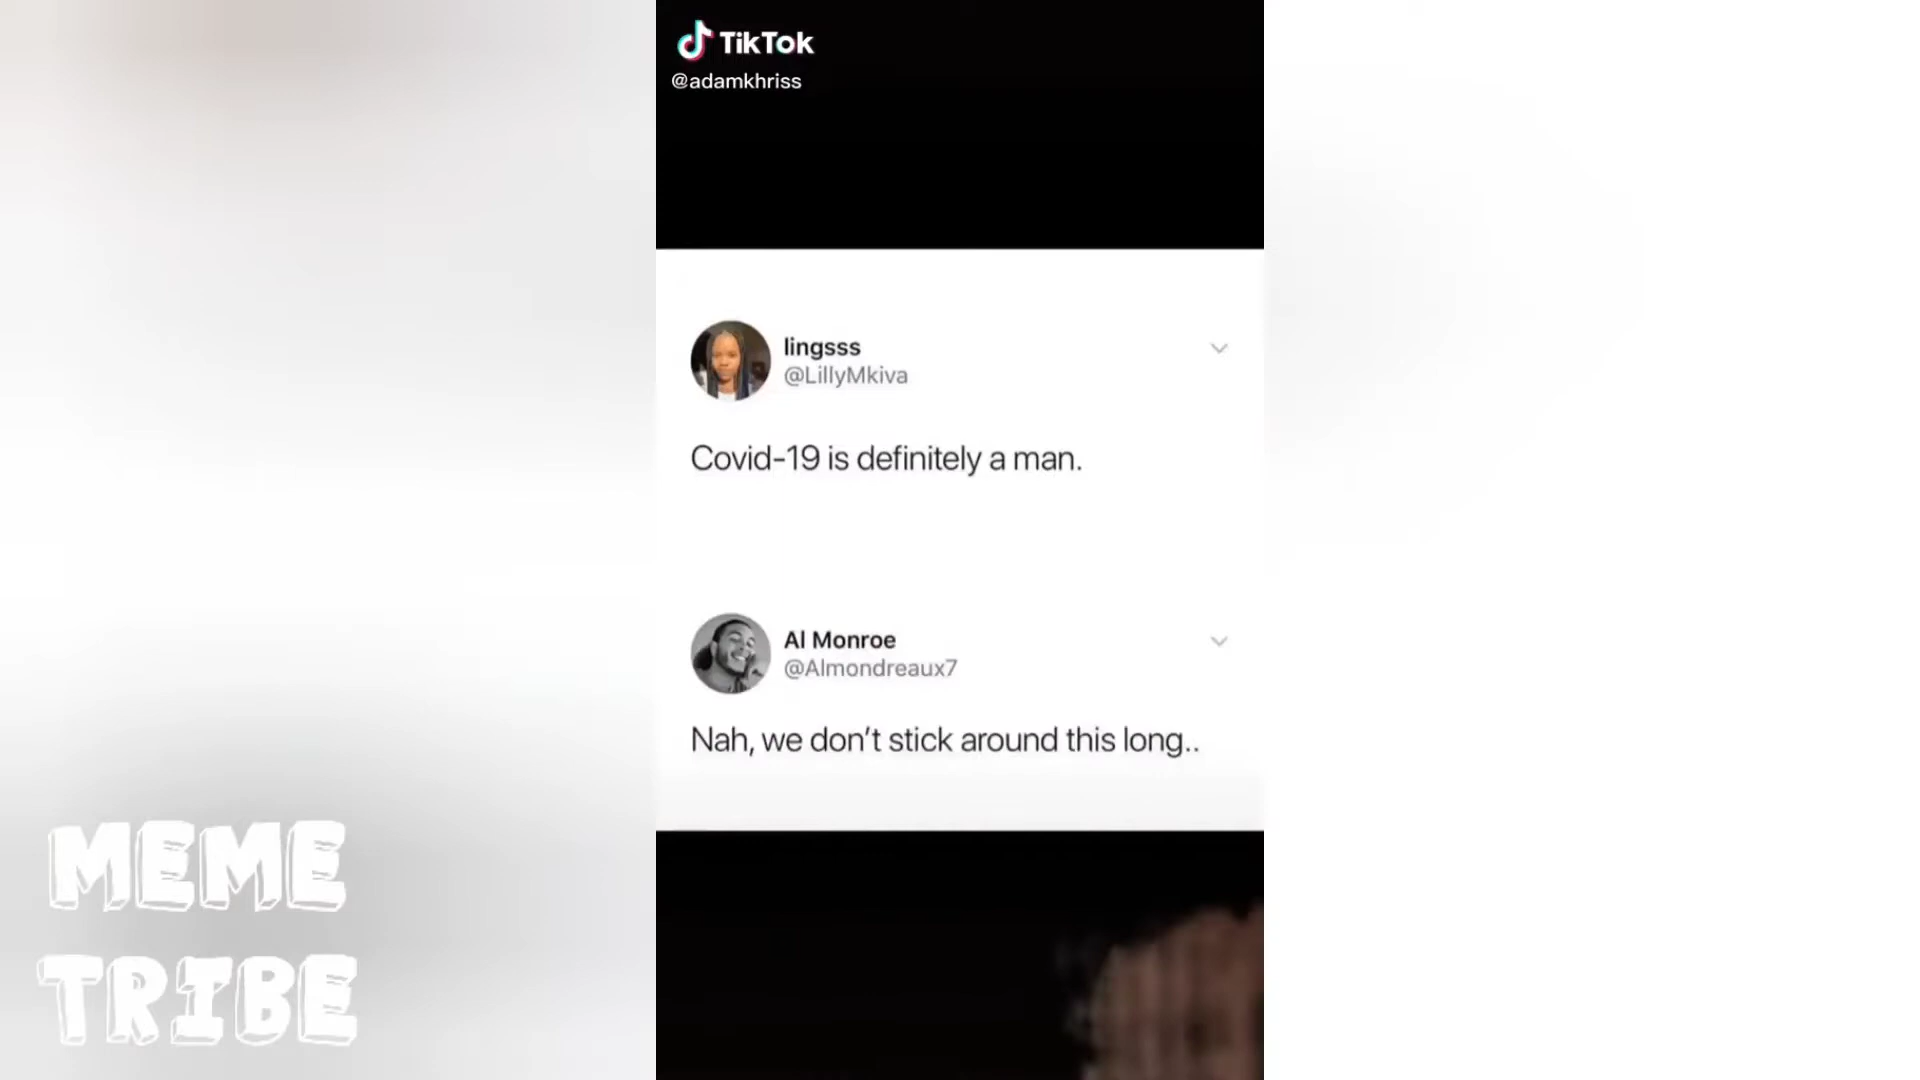 TikTok
@adamkhriss
lingsss
@LillyMkiva
Covid-19 is definitely a man.
Al Monroe
@Almondreaux7
Nah, we don't stick around this long..
MEME
TRIBE